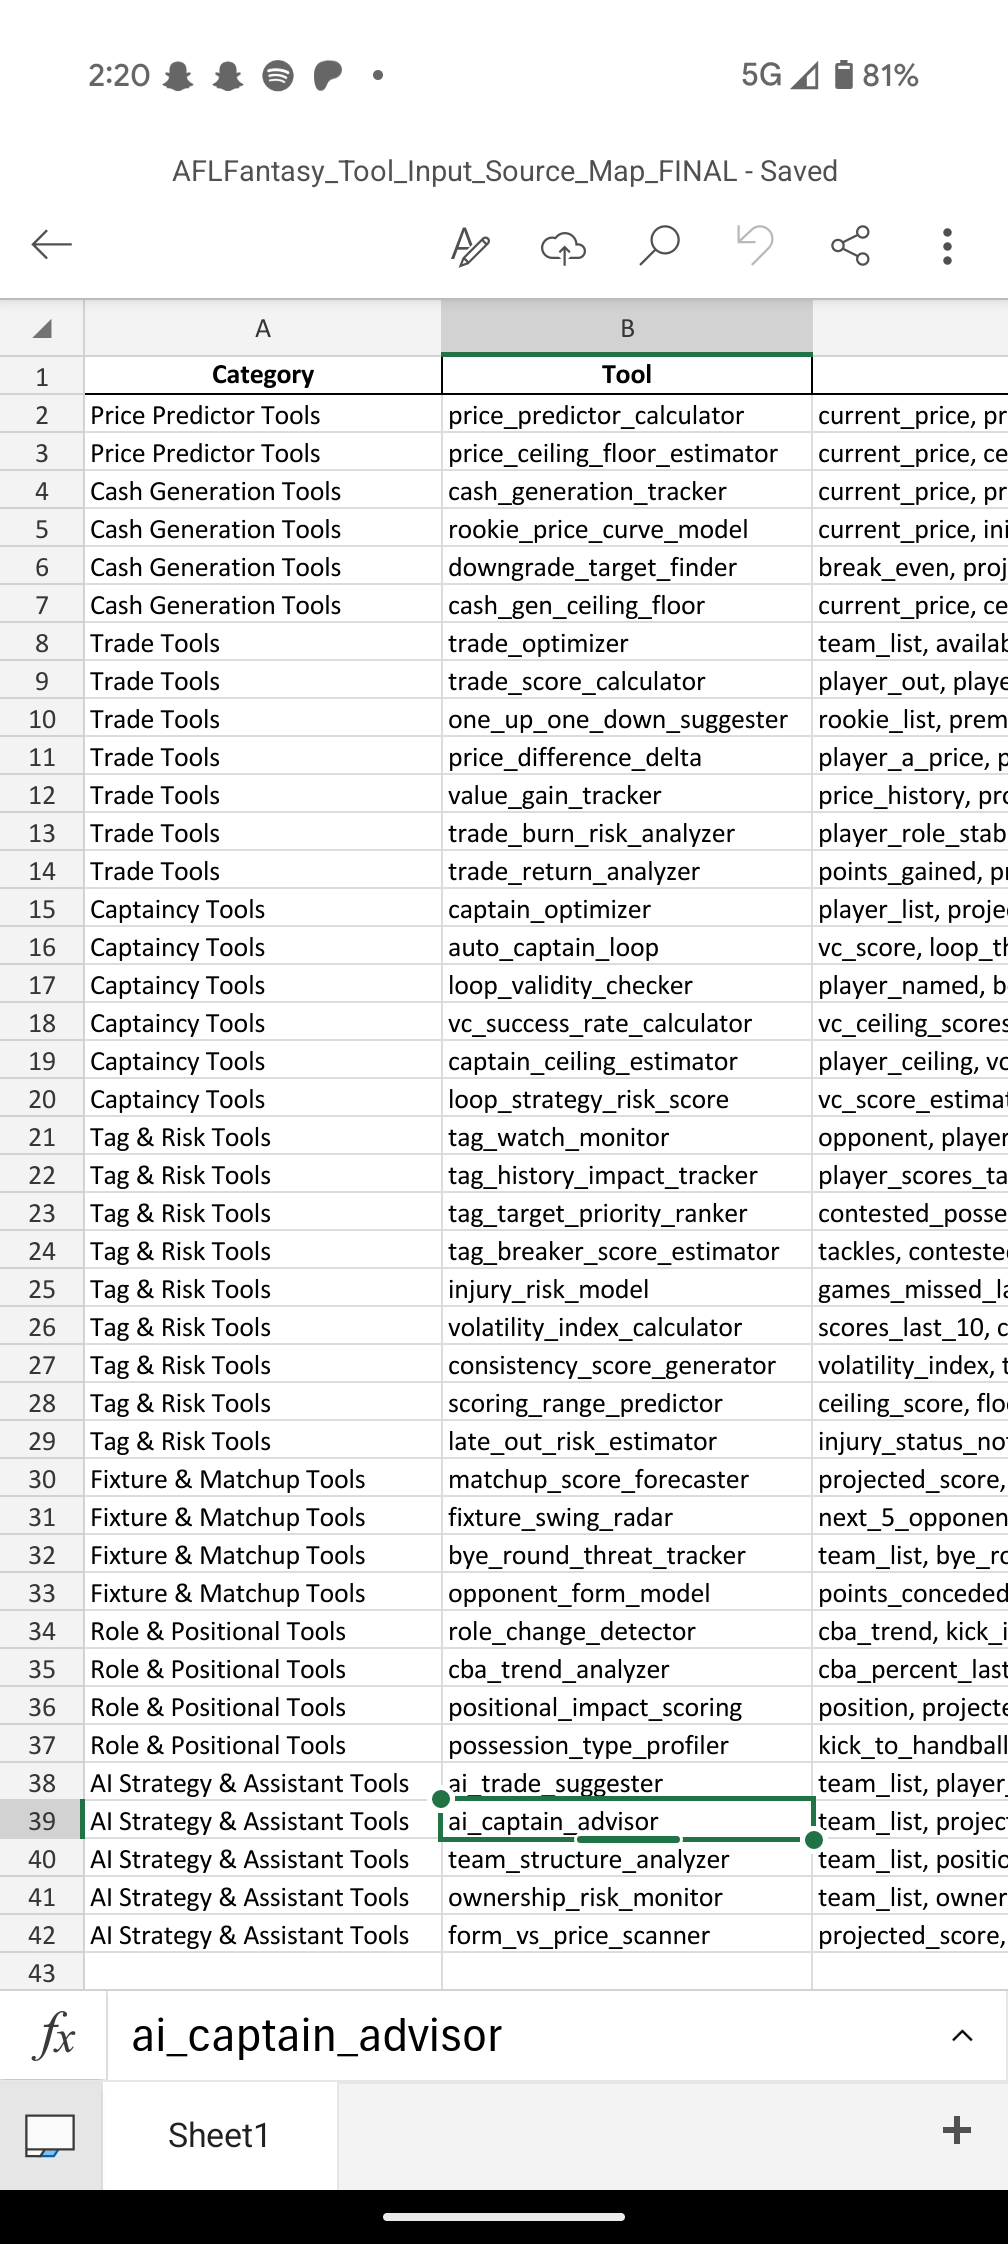 2:20 5G 81%
AFLFantasy_Tool_Input_Source_Map_FINAL - Saved
A B
1 Category Tool
2 Price Predictor Tools price_predictor_calculator current_price, pr
3 Price Predictor Tools price_ceiling_floor_estimator current_price, ce
4 Cash Generation Tools cash_generation_tracker current_price, pr
5 Cash Generation Tools rookie_price_curve_model current_price, ini
6 Cash Generation Tools downgrade_target_finder break_even, proj
7 Cash Generation Tools cash_gen_ceiling_floor current_price, ce
8 Trade Tools trade_optimizer team_list, availab
9 Trade Tools trade_score_calculator player_out, playe
10 Trade Tools one_up_one_down_suggester rookie_list, prem
11 Trade Tools price_difference_delta player_a_price, p
12 Trade Tools value_gain_tracker price_history, pro
13 Trade Tools trade_burn_risk_analyzer player_role_stab
14 Trade Tools trade_return_analyzer points_gained, pr
15 Captaincy Tools captain_optimizer player_list, proje
16 Captaincy Tools auto_captain_loop vc_score, loop_th
17 Captaincy Tools loop_validity_checker player_named, b
18 Captaincy Tools vc_success_rate_calculator vc_ceiling_scores
19 Captaincy Tools captain_ceiling_estimator player_ceiling, vc
20 Captaincy Tools loop_strategy_risk_score vc_score_estimat
21 Tag & Risk Tools tag_watch_monitor opponent, player
22 Tag & Risk Tools tag_history_impact_tracker player_scores_ta
23 Tag & Risk Tools tag_target_priority_ranker contested_posse
24 Tag & Risk Tools tag_breaker_score_estimator tackles, contested
25 Tag & Risk Tools injury_risk_model games_missed_la
26 Tag & Risk Tools volatility_index_calculator scores_last_10, c
27 Tag & Risk Tools consistency_score_generator volatility_index, t
28 Tag & Risk Tools scoring_range_predictor ceiling_score, floo
29 Tag & Risk Tools late_out_risk_estimator injury_status_not
30 Fixture & Matchup Tools matchup_score_forecaster projected_score,
31 Fixture & Matchup Tools fixture_swing_radar next_5_opponen
32 Fixture & Matchup Tools bye_round_threat_tracker team_list, bye_ro
33 Fixture & Matchup Tools opponent_form_model points_conceded
34 Role & Positional Tools role_change_detector cba_trend, kick_i
35 Role & Positional Tools cba_trend_analyzer cba_percent_last
36 Role & Positional Tools positional_impact_scoring position, projecte
37 Role & Positional Tools possession_type_profiler kick_to_handball
38 AI Strategy & Assistant Tools ai_trade_suggester team_list, player_
39 AI Strategy & Assistant Tools ai_captain_advisor team_list, project
40 AI Strategy & Assistant Tools team_structure_analyzer team_list, positio
41 AI Strategy & Assistant Tools ownership_risk_monitor team_list, owner
42 AI Strategy & Assistant Tools form_vs_price_scanner projected_score,
43
fx ai_captain_advisor
Sheet1